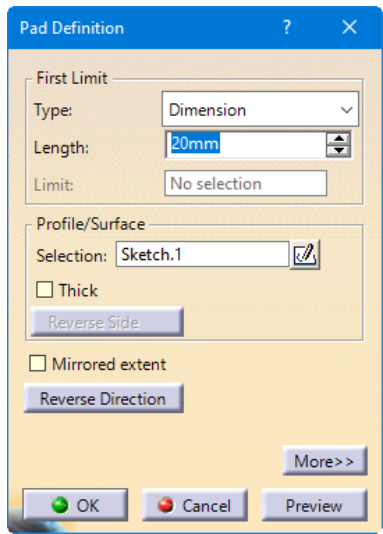 Pad Definition ? ×
First Limit
Type: Dimension
Length: 20mm
Limit: No selection
Profile/Surface
Selection: Sketch.1
Thick
Reverse Side
Mirrored extent
Reverse Direction
More>>
OK Cancel Preview